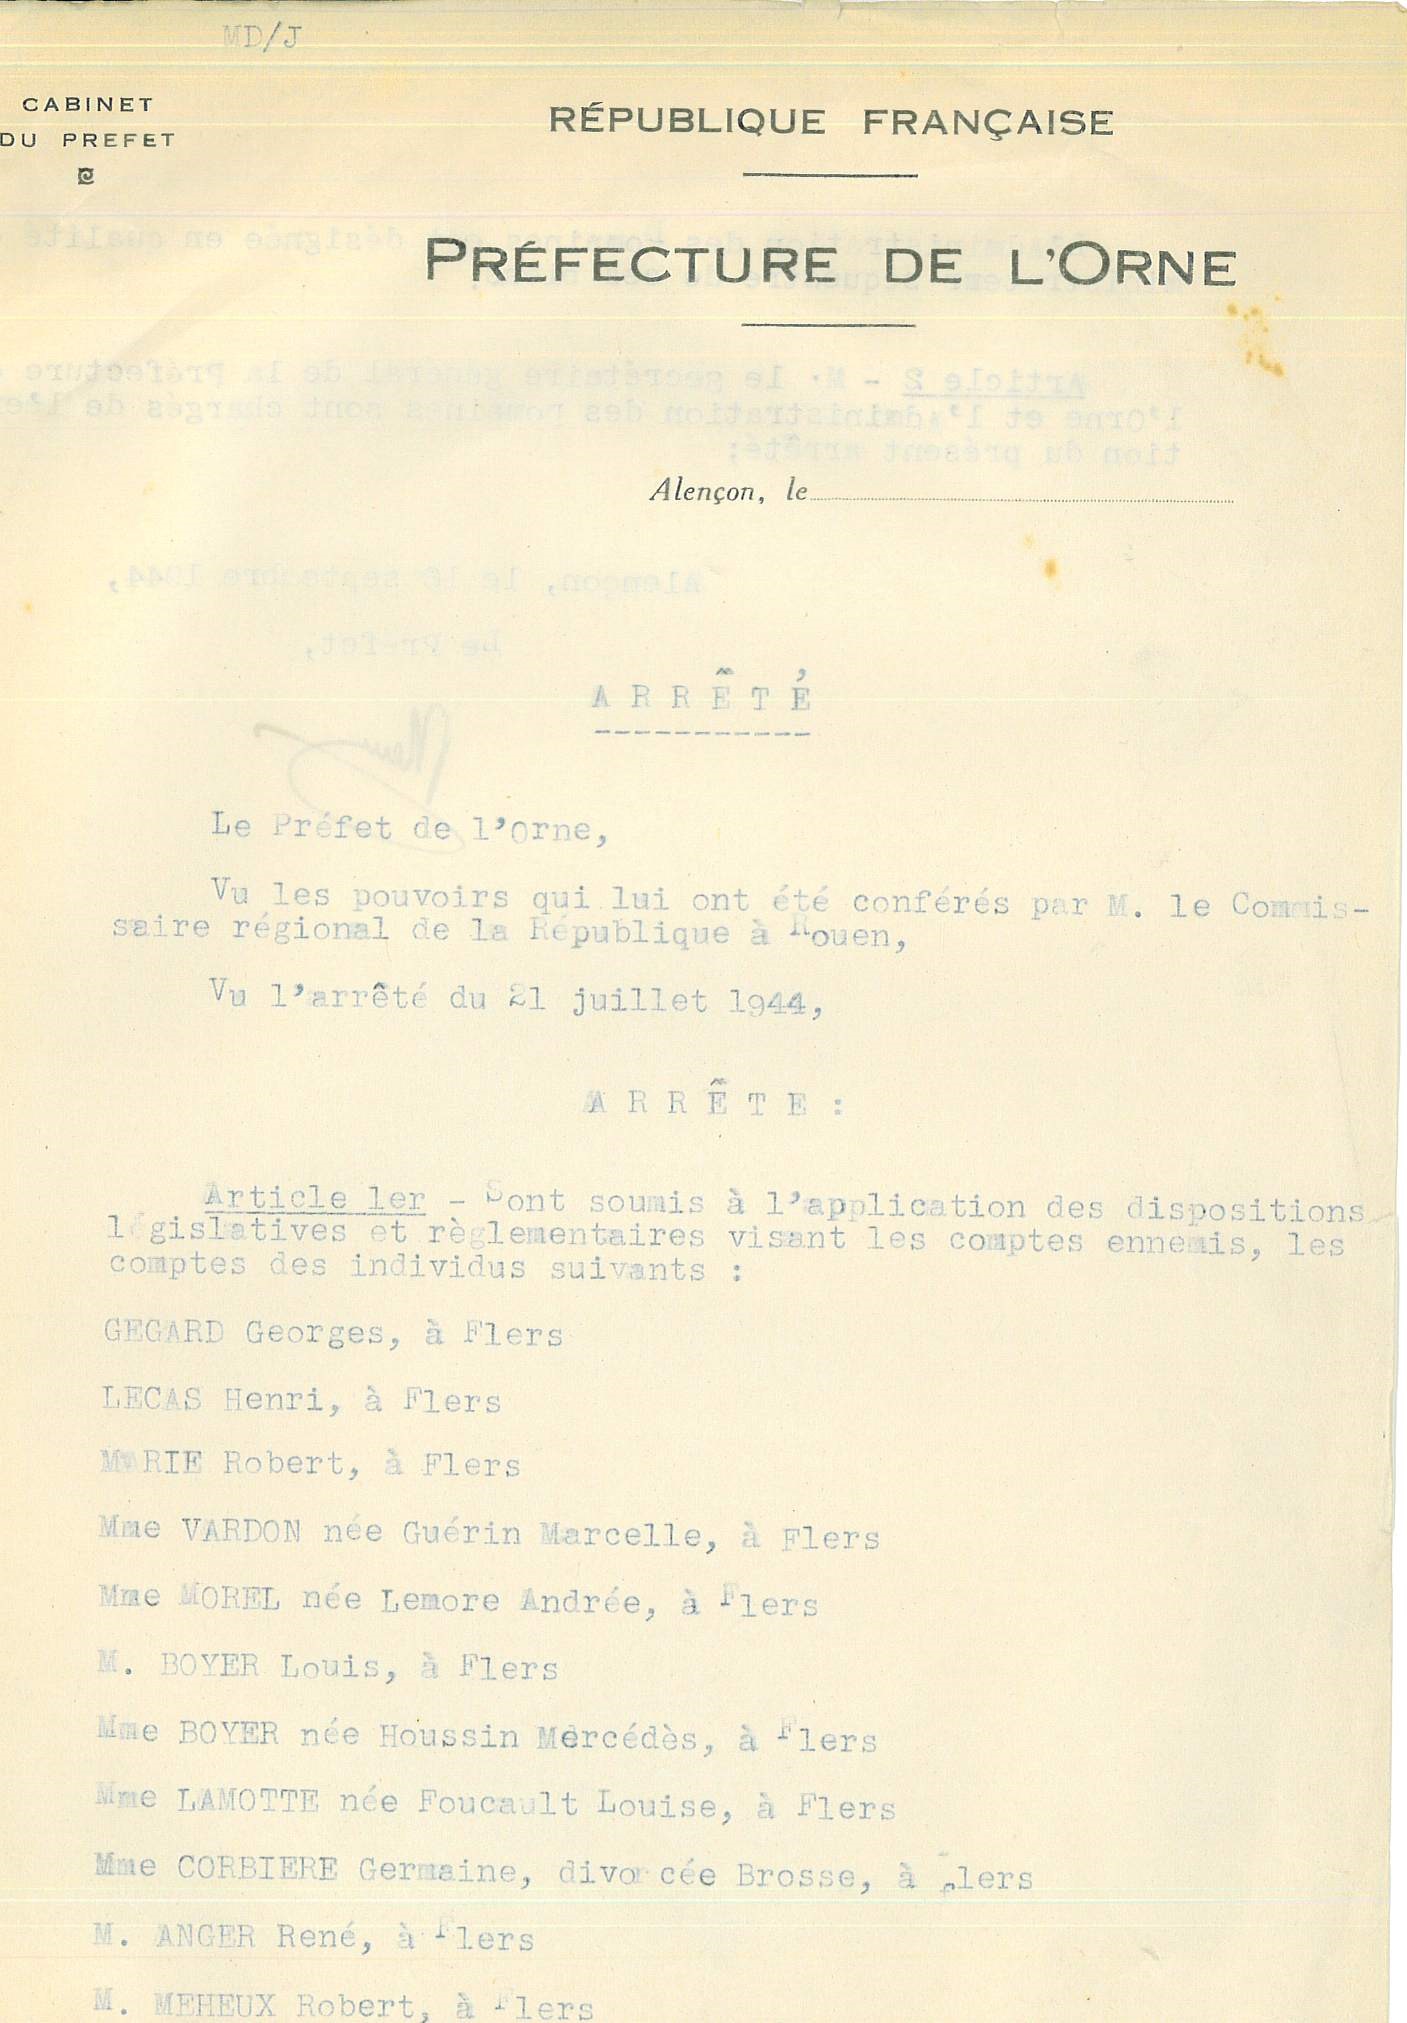 MD/J
CABINET
DU PREFET
RÉPUBLIQUE FRANÇAISE
PRÉFECTURE DE L'ORNE
Alençon, le
ARRÊTÉ
Le Préfet de l'Orne,
Vu les pouvoirs qui lui ont été conférés par M. le Commis-
saire régional de la République à Rouen,
Vu l'arrêté du 21 juillet 1944,
ARRÊTE :
Article 1er - Sont soumis à l'application des dispositions
législatives et règlementaires visant les comptes ennemis, les
comptes des individus suivants :
GEGARD Georges, à Flers
LECAS Henri, à Flers
MARIE Robert, à Flers
Mme VARDON née Guérin Marcelle, à Flers
Mme MOREL née Lemore Andrée, à Flers
M. BOYER Louis, à Flers
Mme BOYER née Houssin Mercédès, à Flers
Mme LAMOTTE née Foucault Louise, à Flers
Mme CORBIERE Germaine, divorcée Brosse, à Flers
M. ANGER René, à Flers
M. MEHEUX Robert, à Flers